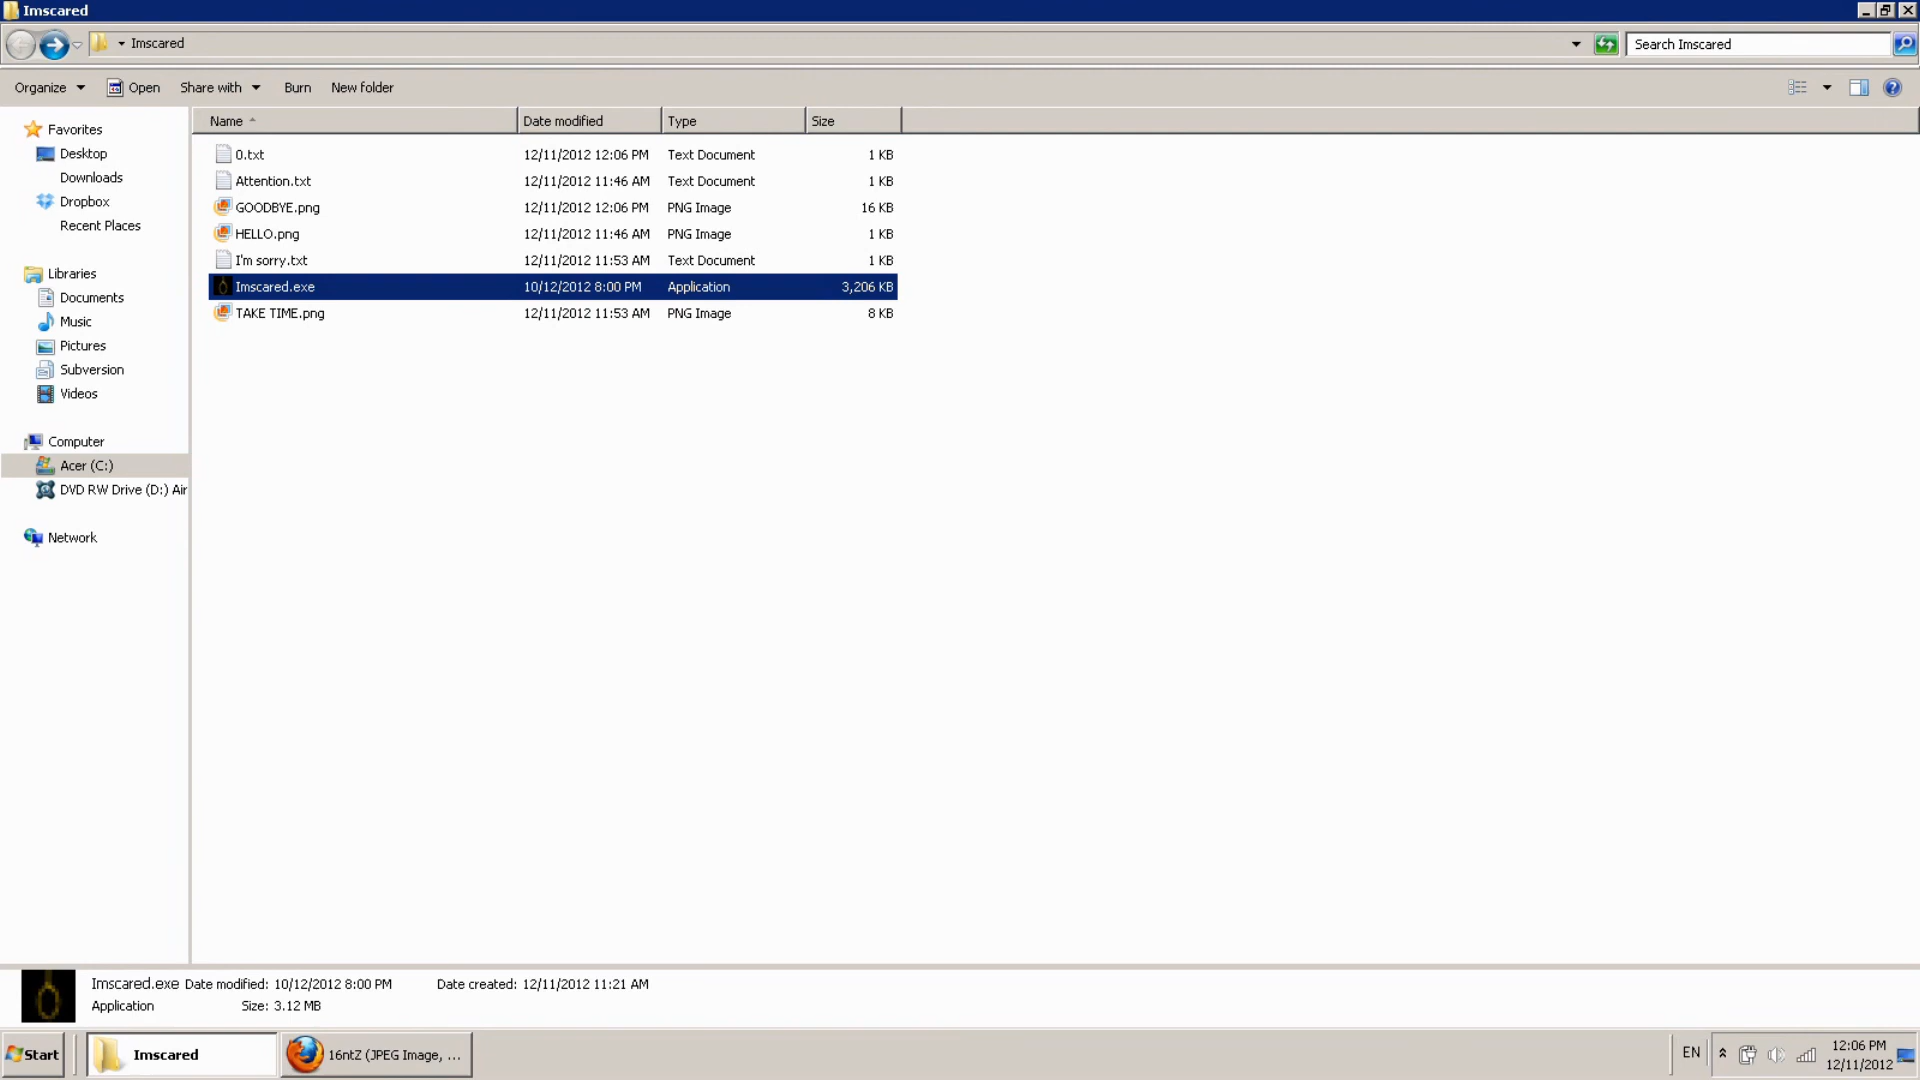 Imscared
Imscared
Search Imscared
Organize Open Share with Burn New folder
Name Date modified Type Size
Favorites
Desktop
Downloads
Dropbox
Recent Places
Libraries
Documents
Music
Pictures
Subversion
Videos
Computer
Acer (C:)
DVD RW Drive (D:) Air
Network
0.txt 12/11/2012 12:06 PM Text Document 1 KB
Attention.txt 12/11/2012 11:46 AM Text Document 1 KB
GOODBYE.png 12/11/2012 12:06 PM PNG Image 16 KB
HELLO.png 12/11/2012 11:46 AM PNG Image 1 KB
I'm sorry.txt 12/11/2012 11:53 AM Text Document 1 KB
Imscared.exe 10/12/2012 8:00 PM Application 3,206 KB
TAKE TIME.png 12/11/2012 11:53 AM PNG Image 8 KB
Imscared.exe Date modified: 10/12/2012 8:00 PM Date created: 12/11/2012 11:21 AM
Application Size: 3.12 MB
Start Imscared 16ntZ (JPEG Image, ... EN 12:06 PM
12/11/2012